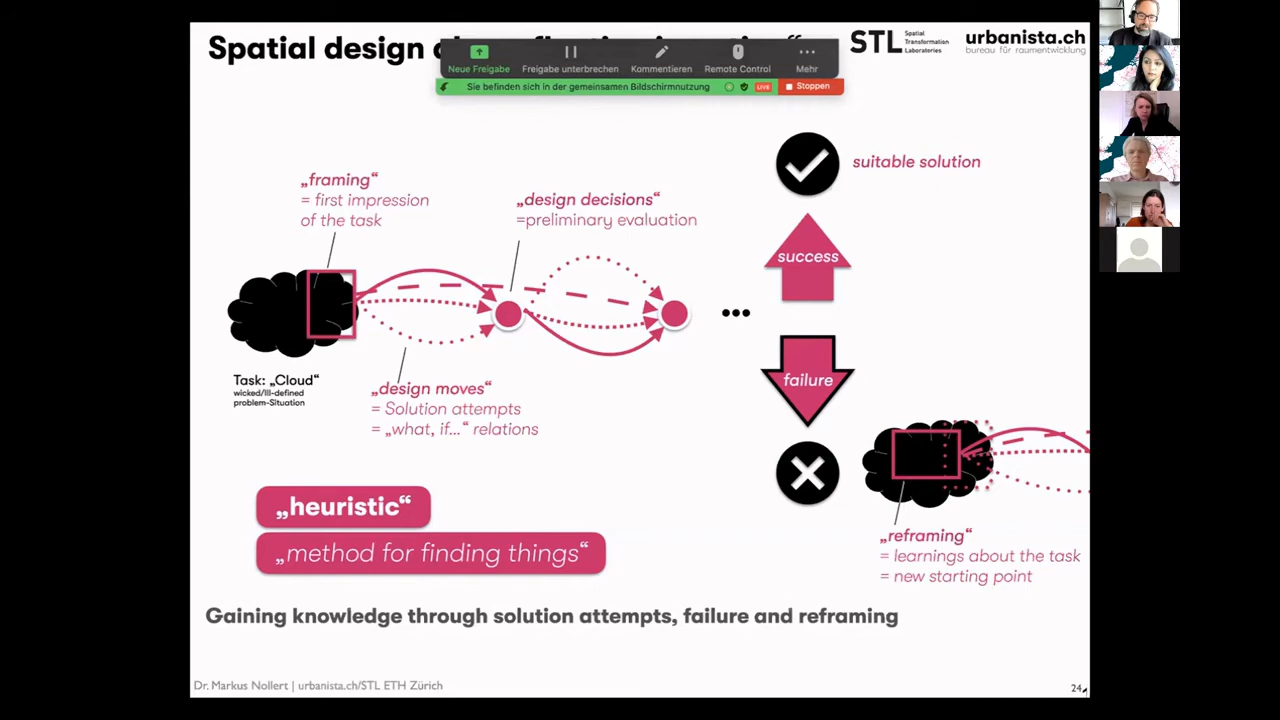 Spatial design
STL Spatial Transformation Laboratories
urbanista.ch
bureau für raumentwicklung
Neue Freigabe
Freigabe unterbrechen
Kommentieren
Remote Control
Mehr
Sie befinden sich in der gemeinsamen Bildschirmnutzung
LIVE
Stoppen
„framing“
= first impression
of the task
„design decisions“
=preliminary evaluation
suitable solution
success
...
failure
Task: „Cloud“
wicked/Ill-defined
problem-Situation
„design moves“
= Solution attempts
= „what, if...“ relations
„heuristic“
„method for finding things“
„reframing“
= learnings about the task
= new starting point
Gaining knowledge through solution attempts, failure and reframing
Dr. Markus Nollert | urbanista.ch/STL ETH Zürich
24